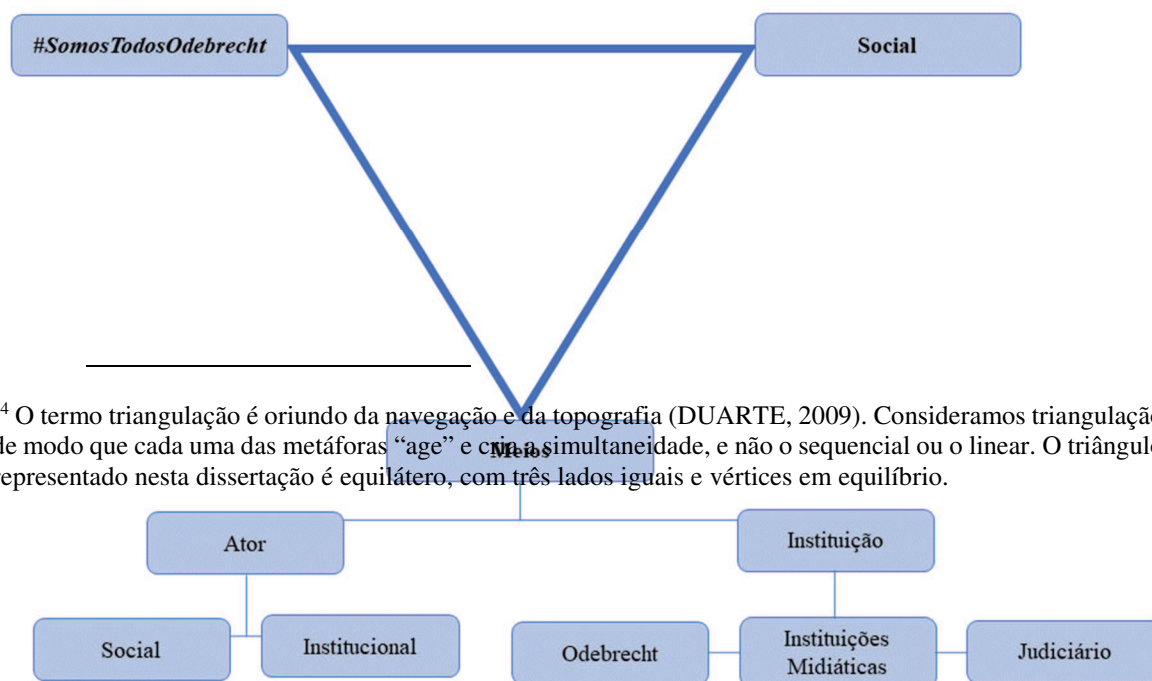 #SomosTodosOdebrecht
Social
4 O termo triangulação é oriundo da navegação e da topografia (DUARTE, 2009). Consideramos triangulação
de modo que cada uma das metáforas “age” e cria a simultaneidade, e não o sequencial ou o linear. O triângulo
representado nesta dissertação é equilátero, com três lados iguais e vértices em equilíbrio.
Meios
Ator
Instituição
Social
Institucional
Odebrecht
Instituições
Midiáticas
Judiciário